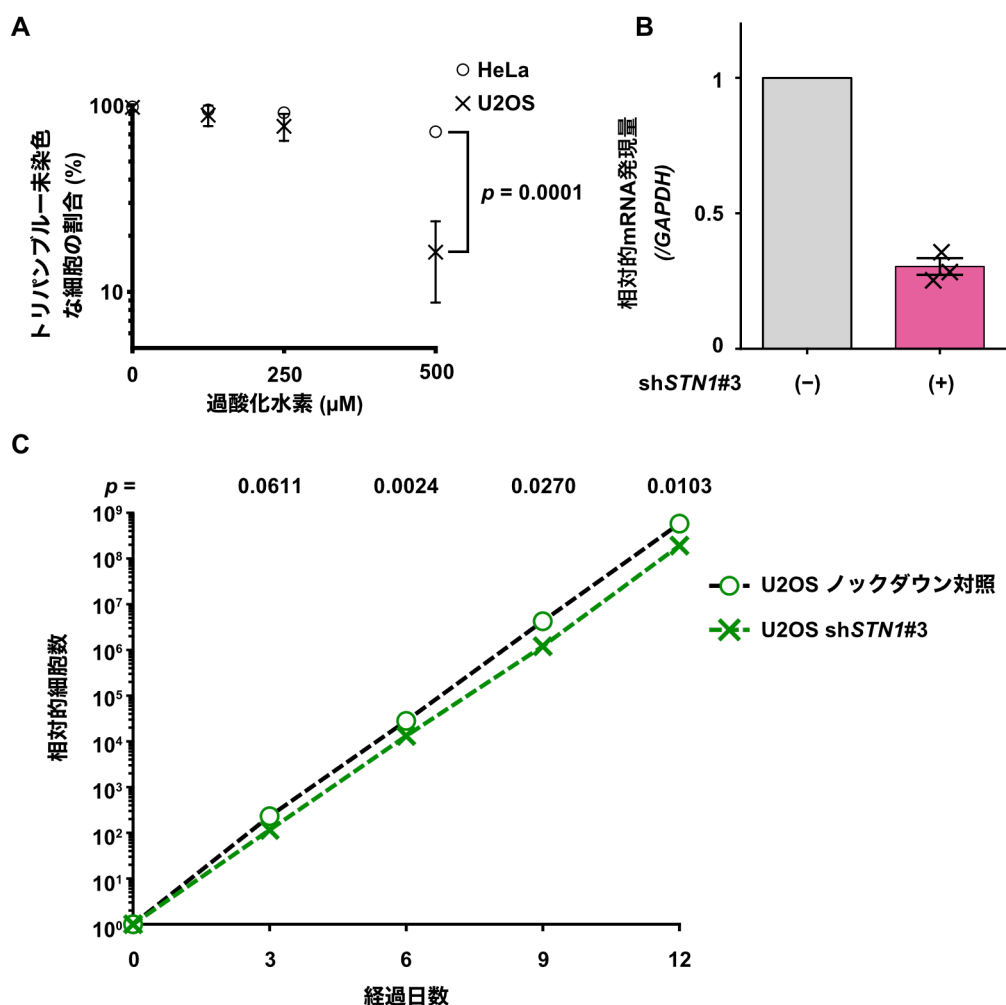 A
HeLa
U2OS
トリパンブルー未染色
な細胞の割合 (%)
100
10
p = 0.0001
0
250
500
過酸化水素 (µM)
B
相対的mRNA発現量
(/GAPDH)
1
0.5
0
shSTN1#3
(−)
(+)
C
p =
0.0611
0.0024
0.0270
0.0103
相対的細胞数
10⁹
10⁸
10⁷
10⁶
10⁵
10⁴
10³
10²
10¹
10⁰
0
3
6
9
12
経過日数
U2OS ノックダウン対照
U2OS shSTN1#3